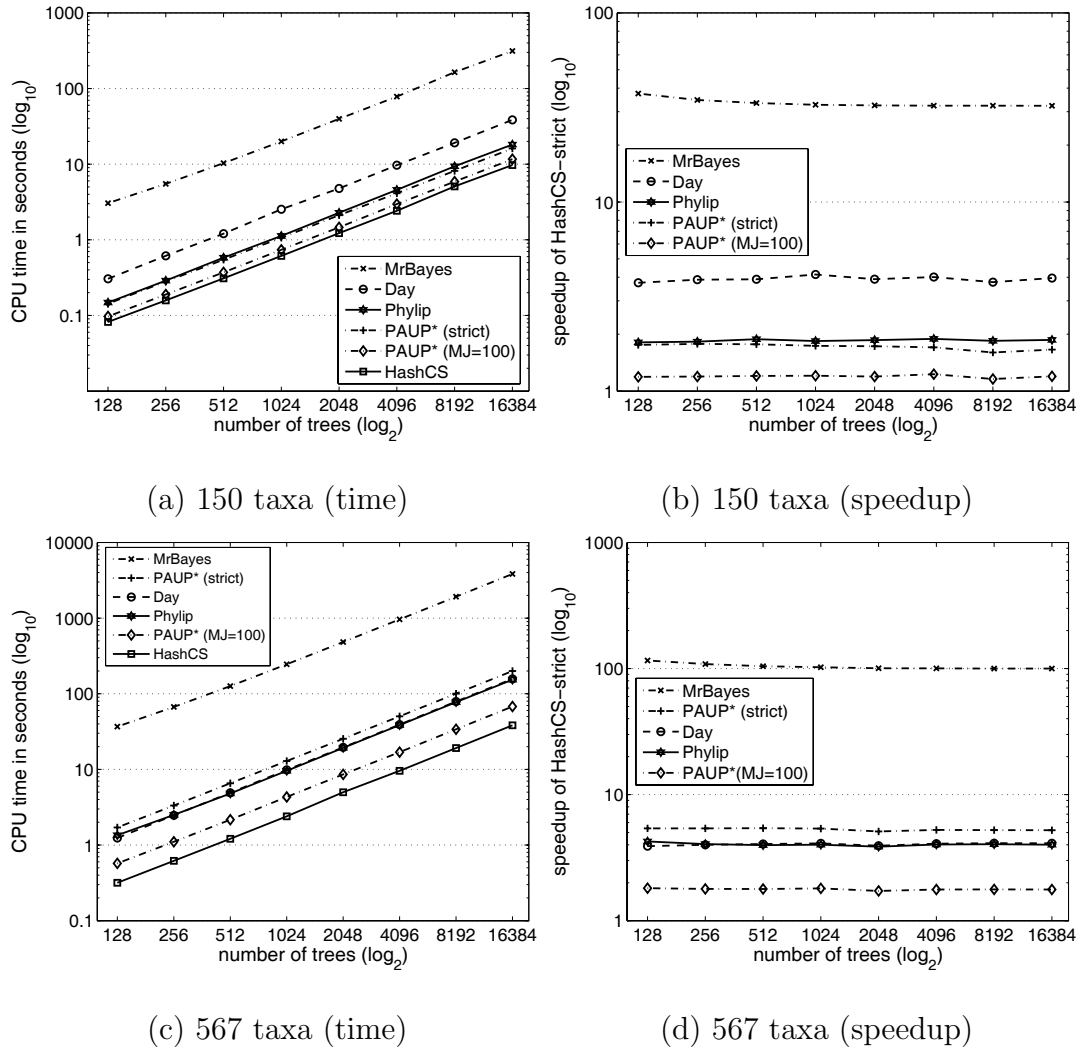 1000
100
10
1
0.1
CPU time in seconds (log10)
MrBayes
Day
Phylip
PAUP* (strict)
PAUP* (MJ=100)
HashCS
128 256 512 1024 2048 4096 8192 16384
number of trees (log2)
(a) 150 taxa (time)
100
10
1
speedup of HashCS-strict (log10)
MrBayes
Day
Phylip
PAUP* (strict)
PAUP* (MJ=100)
128 256 512 1024 2048 4096 8192 16384
number of trees (log2)
(b) 150 taxa (speedup)
10000
1000
100
10
1
0.1
CPU time in seconds (log10)
MrBayes
PAUP* (strict)
Day
Phylip
PAUP* (MJ=100)
HashCS
128 256 512 1024 2048 4096 8192 16384
number of trees (log2)
(c) 567 taxa (time)
1000
100
10
1
speedup of HashCS-strict (log10)
MrBayes
PAUP* (strict)
Day
Phylip
PAUP*(MJ=100)
128 256 512 1024 2048 4096 8192 16384
number of trees (log2)
(d) 567 taxa (speedup)